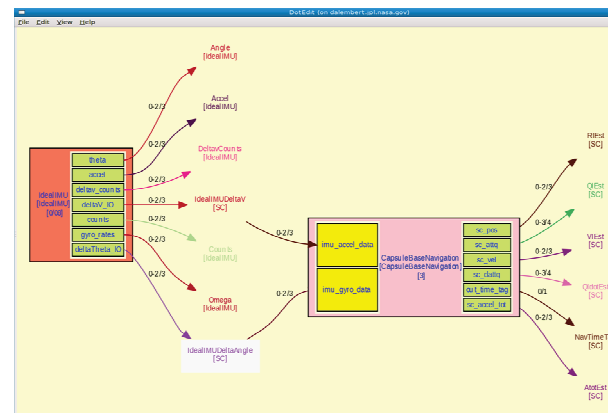 DotEdit (on dalembert.jpl.nasa.gov)
File Edit View Help
Angle
[IdealIMU]
0-2/3
Accel
[IdealIMU]
0-2/3
DeltavCounts
[IdealIMU]
0-2/3
IdealIMUDeltaV
[SC]
0-2/3
Counts
[IdealIMU]
0-2/3
Omega
[IdealIMU]
0-2/3
IdealIMUDeltaAngle
[SC]
0-2/3
IdealIMU
[IdealIMU]
theta
accel
deltaV_counts
deltaV_IO
counts
gyro_rates
deltaTheta_IO
0-2/3
0-2/3
imu_accel_data
imu_gyro_data
CapsuleBaseNavigation
[CapsuleBaseNavigation]
[3]
sc_pos
sc_attq
sc_vel
sc_dattq
out_time_tag
sc_accel_tot
0-2/3
0-3/4
0-2/3
0-3/4
0/1
0-2/3
RIEst
[SC]
QIEst
[SC]
VIEst
[SC]
QIdotEst
[SC]
NavTimeT
[SC]
AtotEst
[SC]